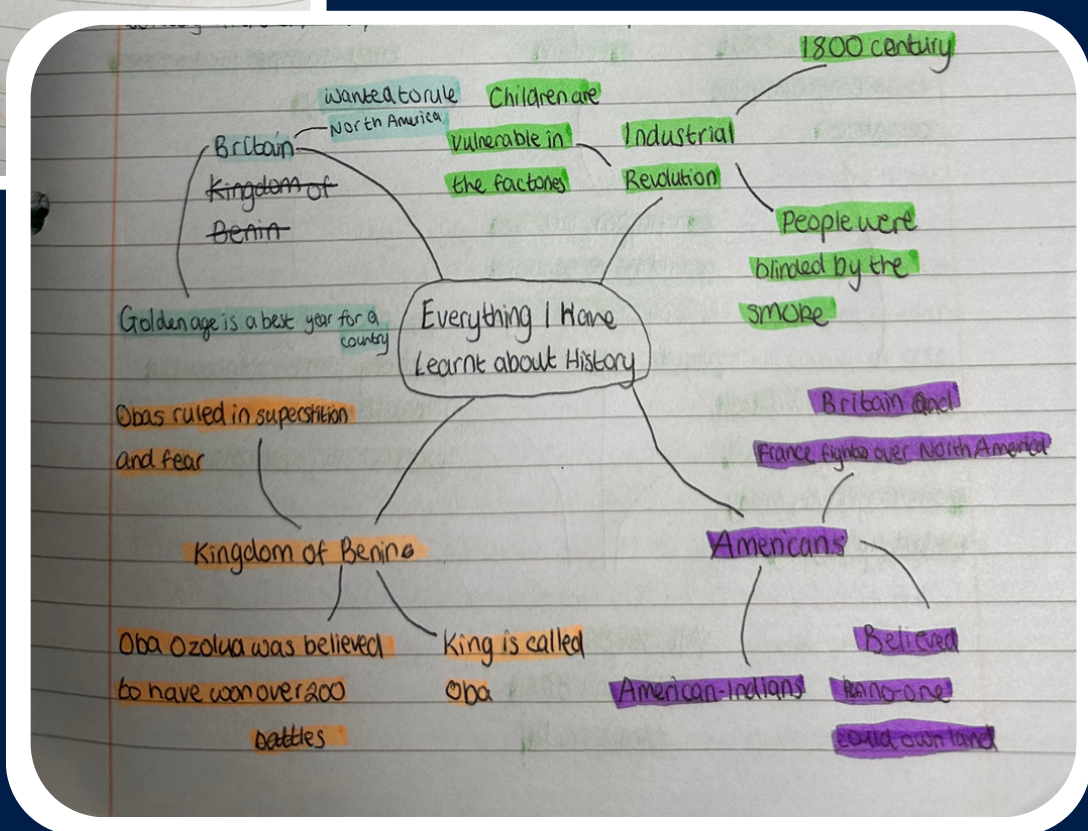 1800 century
wanted to rule
North America
Children are
vulnerable in
the factories
Industrial
Revolution
Britain
Kingdom of
Benin
People were
blinded by the
smoke
Golden age is a best year for a
country
Everything I Have
Learnt about History
Obas ruled in superstition
and fear
Britain and
France fight over North America
Kingdom of Benin
Americans
Oba Ozolua was believed
to have won over 200
battles
King is called
Oba
American-Indians
Believed
no-one
could own land